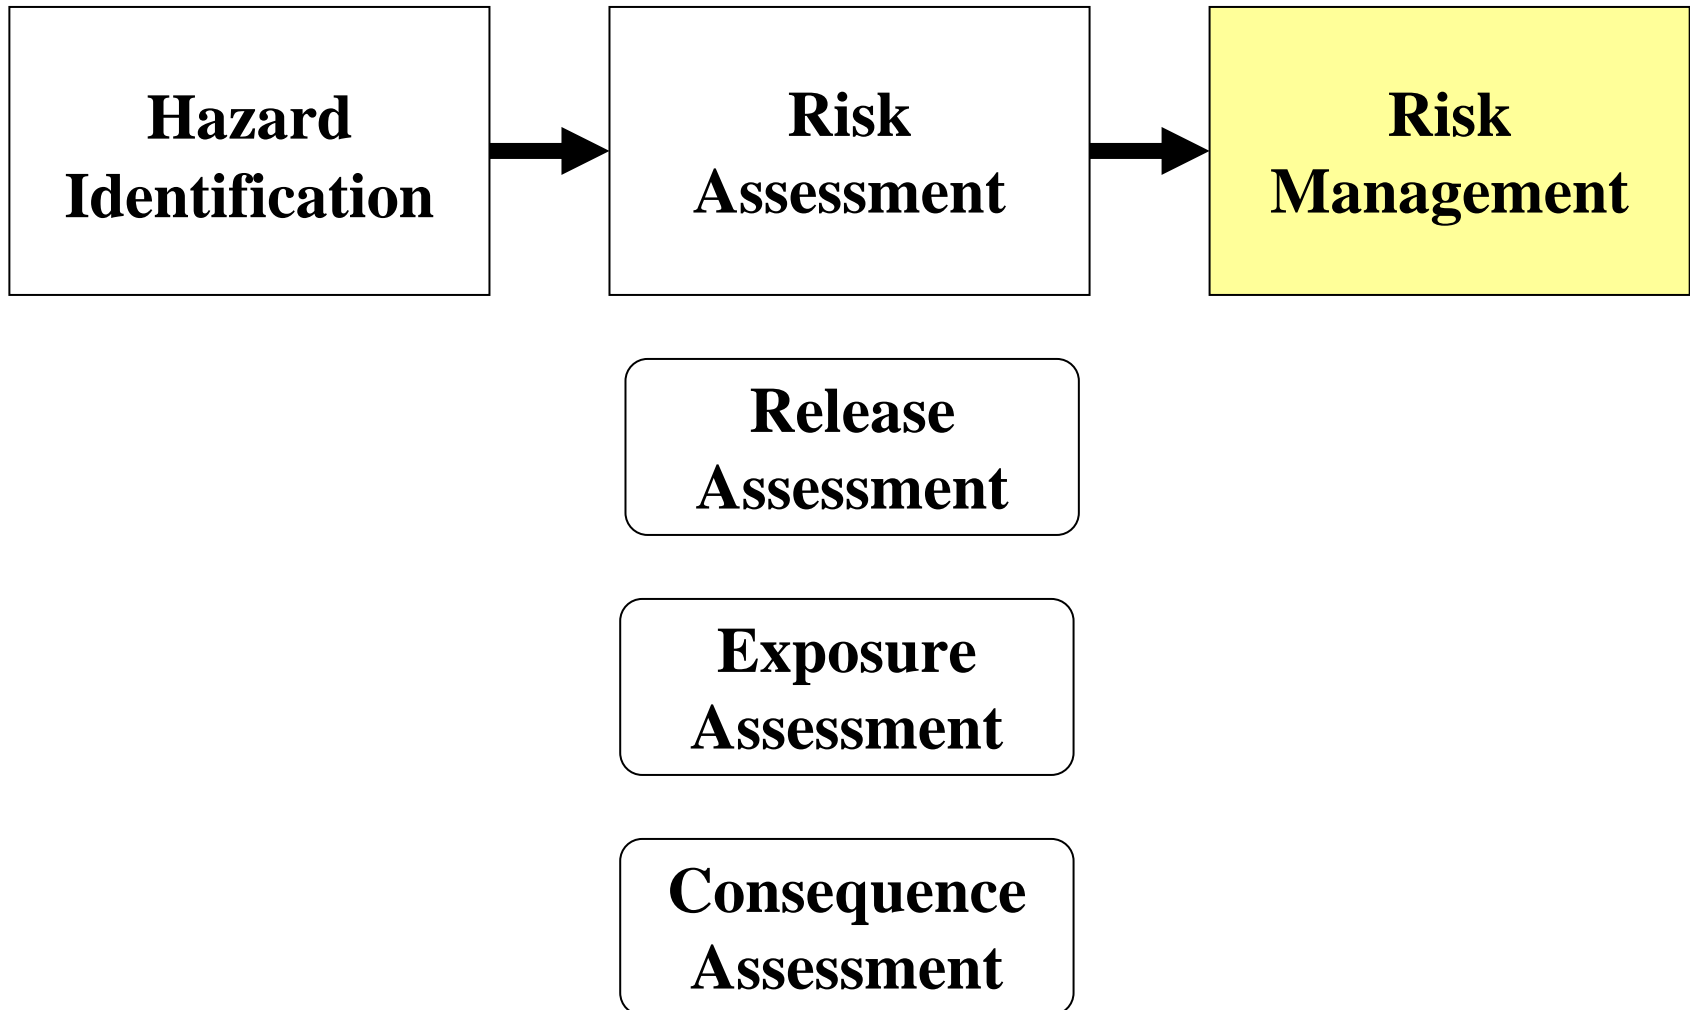 Hazard
Identification
Risk
Assessment
Risk
Management
Release
Assessment
Exposure
Assessment
Consequence
Assessment